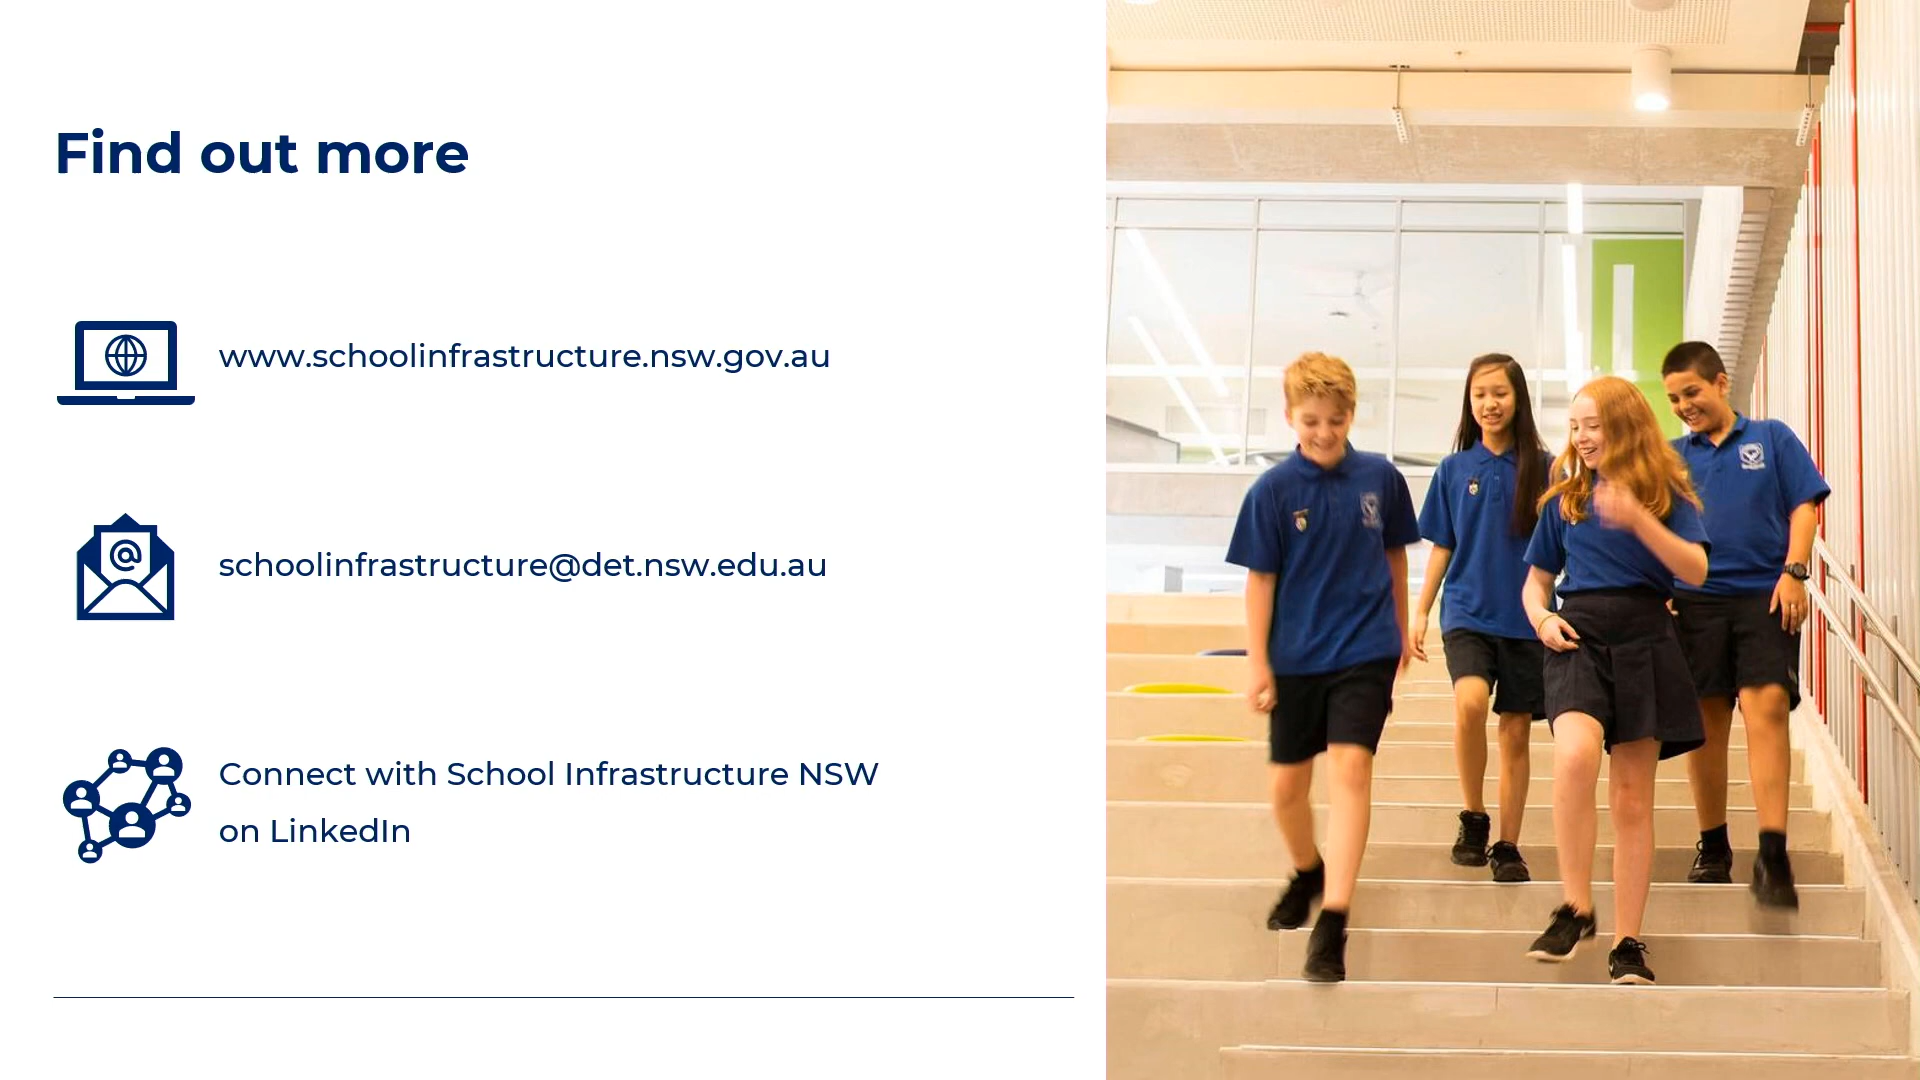 Find out more
www.schoolinfrastructure.nsw.gov.au
schoolinfrastructure@det.nsw.edu.au
Connect with School Infrastructure NSW
on LinkedIn